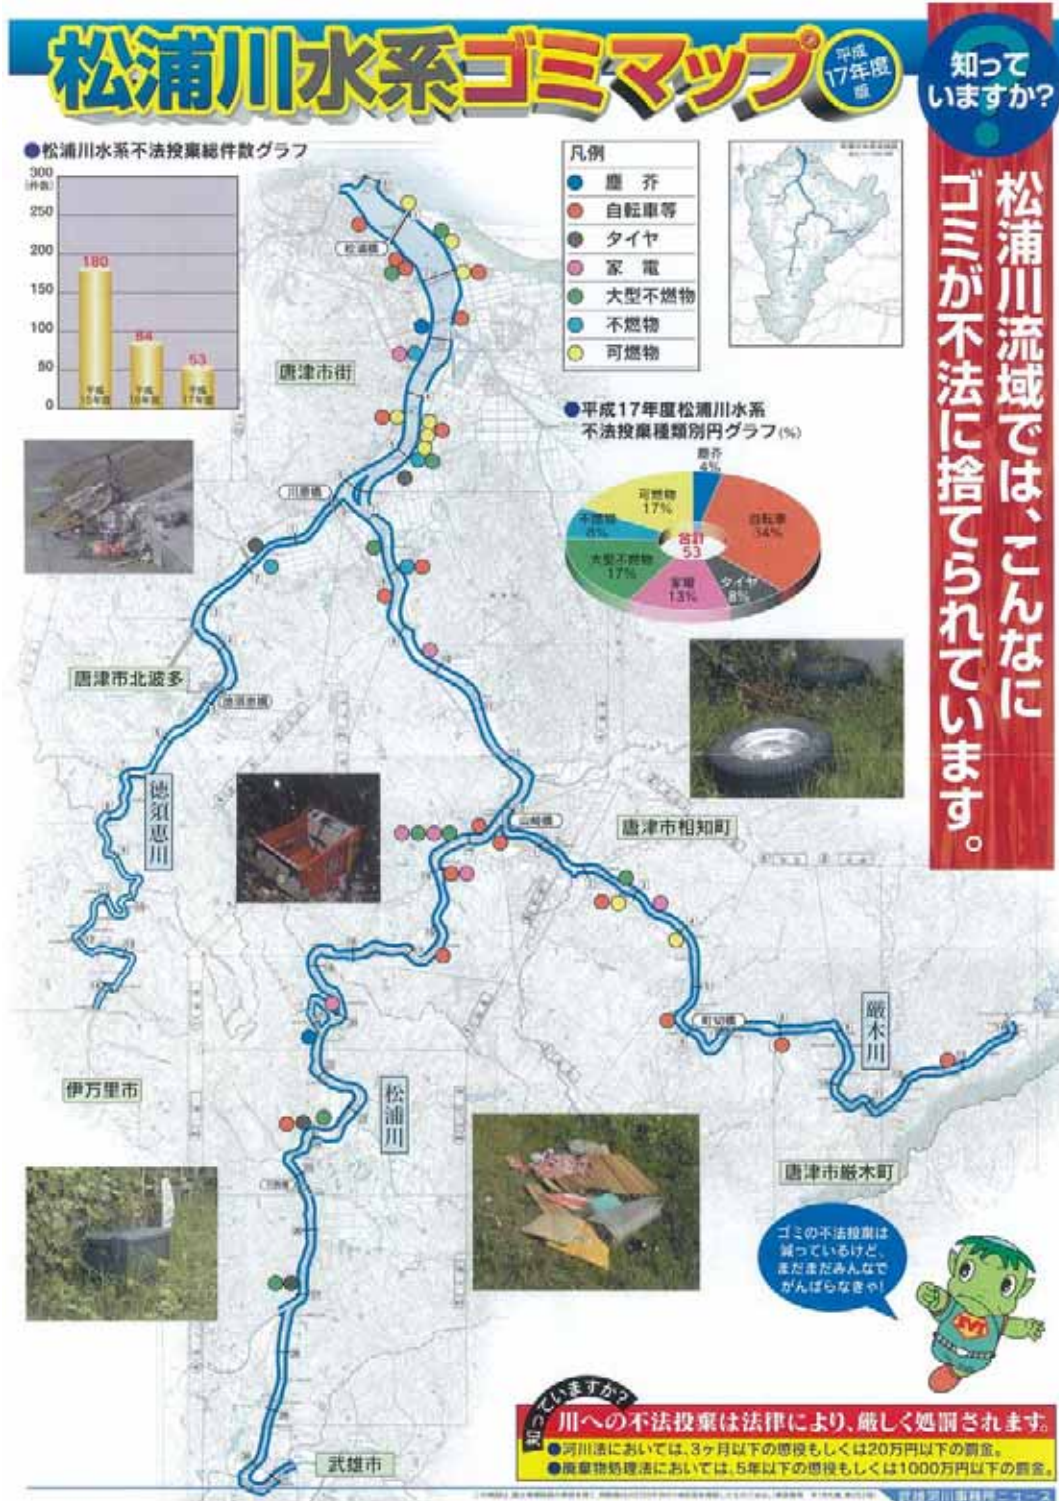 松浦川水系ゴミマップ
平成
17年度
版
知って
いますか?
松浦川流域では、こんなに
ゴミが不法に捨てられています。
●松浦川水系不法投棄総件数グラフ
300
(件数)
250
200
150
100
50
0
180
84
53
平成
15年度
平成
16年度
平成
17年度
凡例
塵 芥
自転車等
タイヤ
家 電
大型不燃物
不燃物
可燃物
松浦橋
唐津市街
●平成17年度松浦川水系
不法投棄種類別円グラフ(%)
塵芥
4%
自転車
34%
タイヤ
8%
家電
13%
大型不燃物
17%
不燃物
8%
可燃物
17%
合計
53
川原橋
唐津市北波多
徳須恵橋
徳須恵川
山崎橋
唐津市相知町
町切橋
厳木川
伊万里市
松浦川
唐津市厳木町
ゴミの不法投棄は
減っているけど、
まだまだみんなで
がんばらなきゃ!
武雄市
知っていますか?
川への不法投棄は法律により、厳しく処罰されます。
●河川法においては、3ヶ月以下の懲役もしくは20万円以下の罰金。
●廃棄物処理法においては、5年以下の懲役もしくは1000万円以下の罰金。
武雄河川事務所ニュース